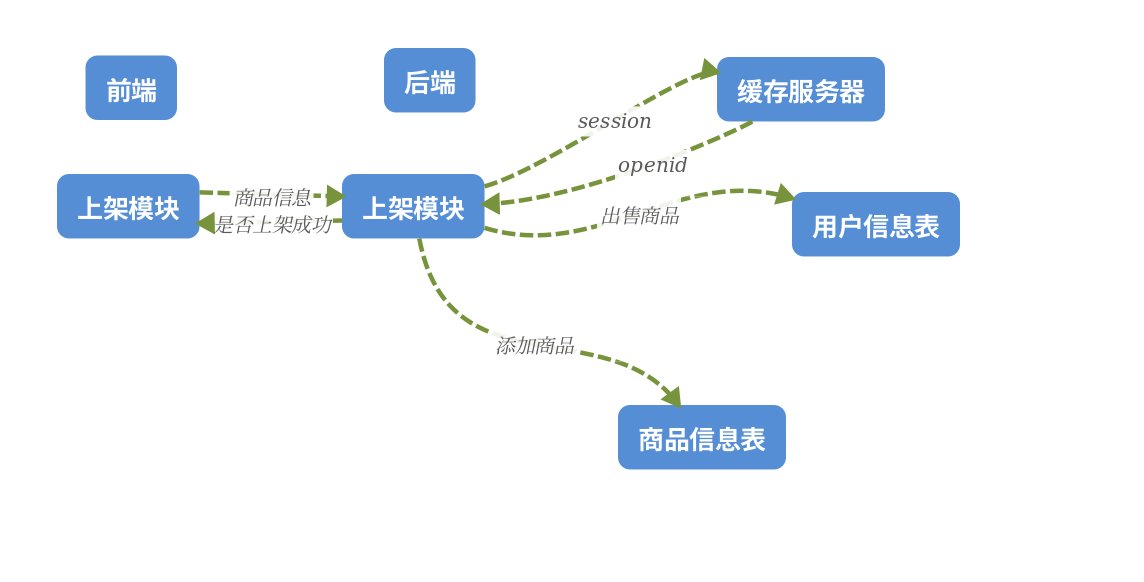 前端
后端
缓存服务器
session
openid
上架模块
商品信息
是否上架成功
上架模块
出售商品
用户信息表
添加商品
商品信息表